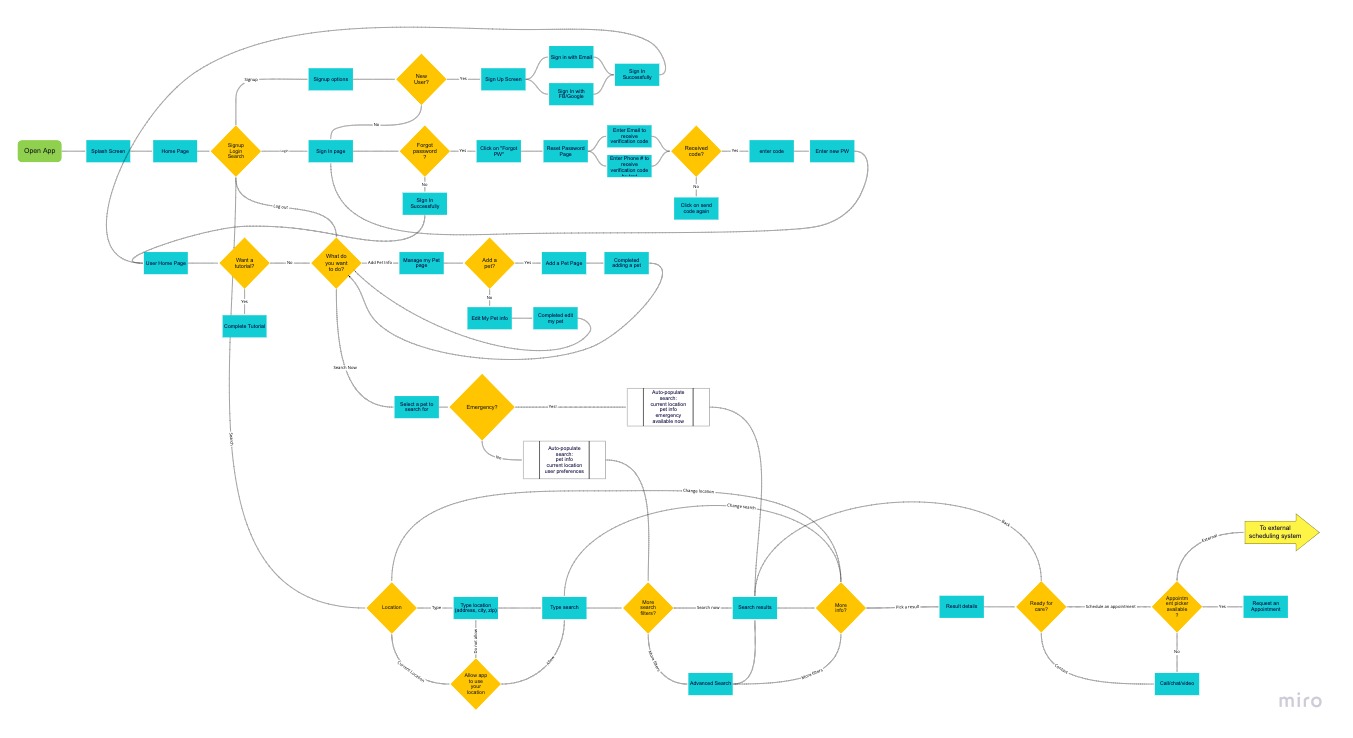 Sign in with Email
New
User?
Sign In
Successfully
Signup
Signup options
Yes
Sign Up Screen
Sign in with
FB/Google
No
Enter Email to
receive
verification code
Open App
Splash Screen
Home Page
Signup
Login
Search
Sign In page
Forgot
password
?
Yes
Click on "Forgot
PW"
Reset Password
Page
Received
code?
Yes
enter code
Enter new PW
Enter Phone # to
receive
verification code
No
Sign In
Successfully
No
Click on send
code again
Log out
User Home Page
Want a
tutorial?
No
What do
you want
to do?
Add Pet Info
Manage my Pet
page
Add a
pet?
Yes
Add a Pet Page
Completed
adding a pet
Yes
No
Complete Tutorial
Edit My Pet info
Completed edit
my pet
Search Now
Select a pet to
search for
Emergency?
Yes!
Auto-populate
search:
current location
pet info
emergency
available now
Search
No
Auto-populate
search:
pet info
current location
user preferences
Change location
Change search
Back
External
To external
scheduling system
Location
Type
Type location
(address, city, zip)
Type search
More
search
filters?
Search now
Search results
More
info?
Pick a result
Result details
Ready for
care?
Schedule an appointment
Appointm
ent picker
available
?
Yes
Request an
Appointment
Do not allow
Current Location
Allow app
to use
your
location
Allow
More filters
Advanced Search
More filters
Contact
No
Call/chat/video
miro